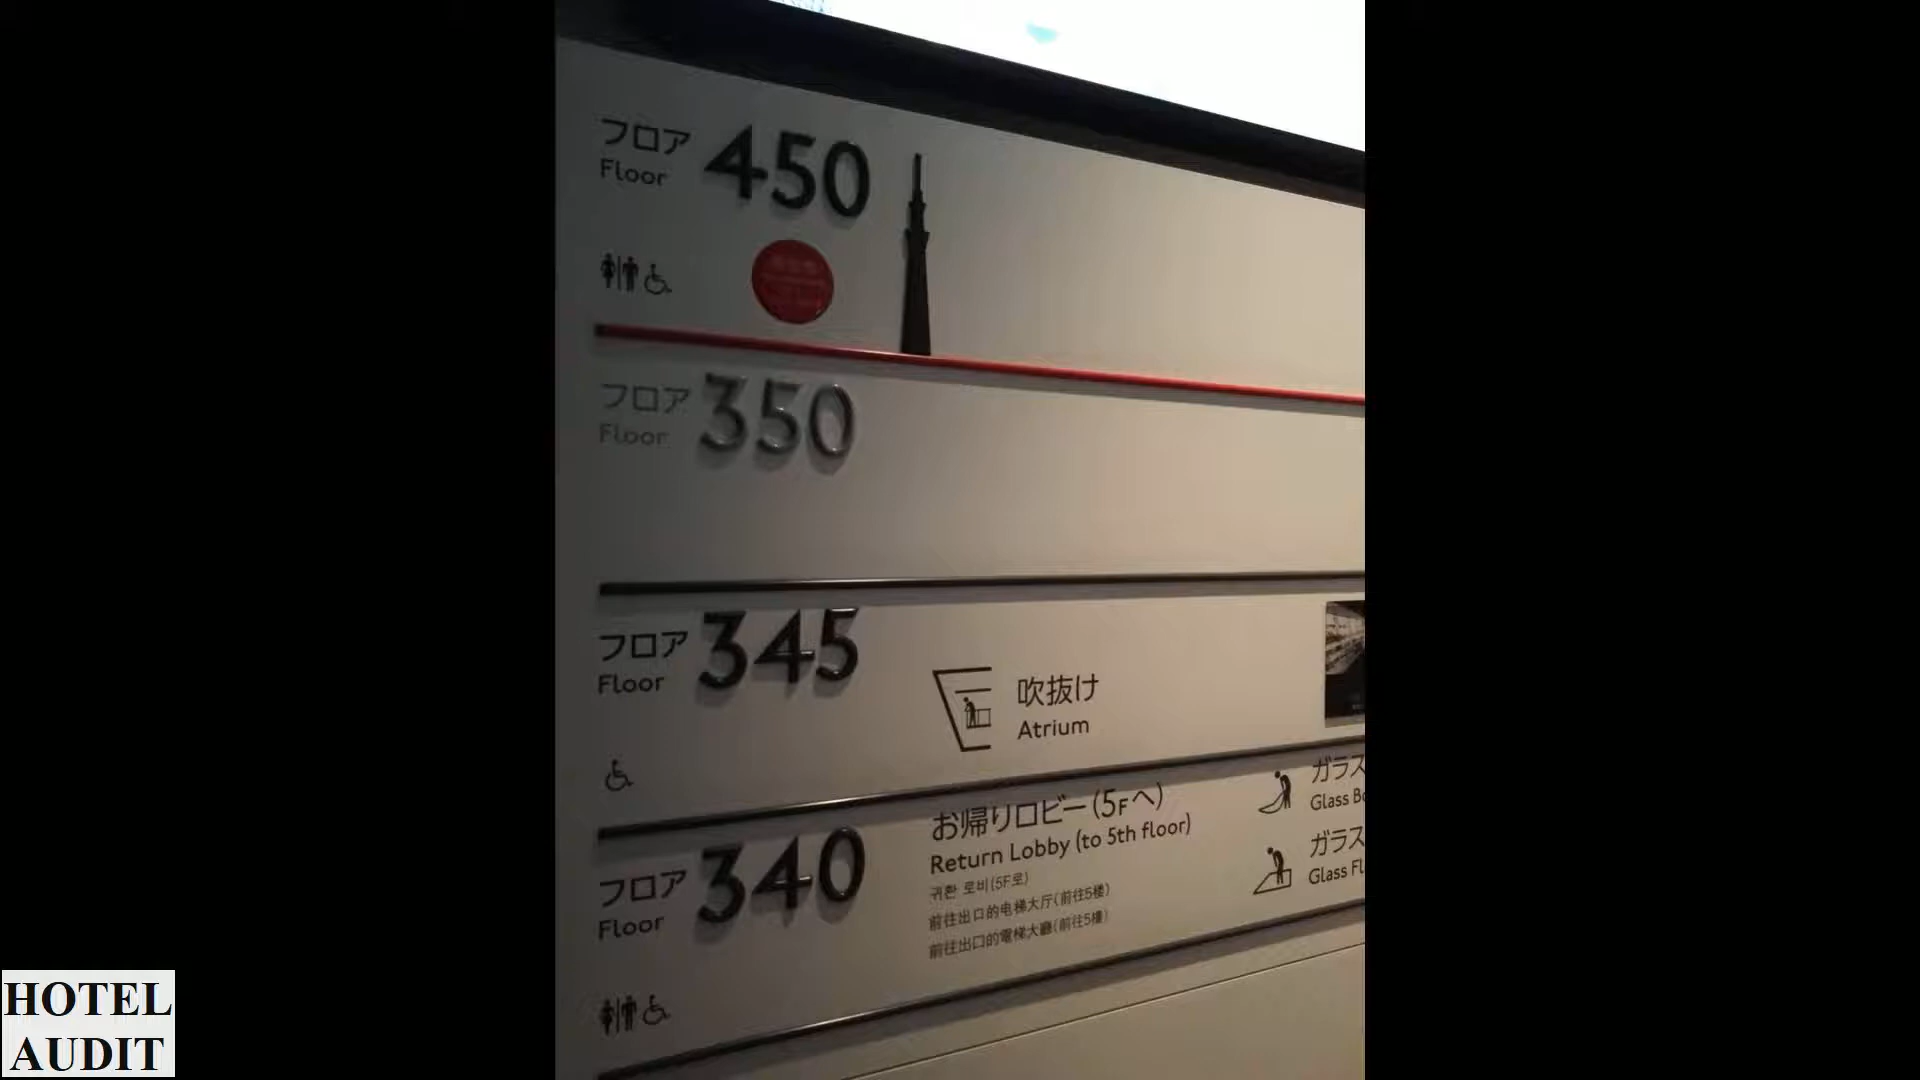 フロア
Floor
450
フロア
Floor
350
フロア
Floor
345
吹抜け
Atrium
フロア
Floor
340
お帰りロビー(5Fへ)
Return Lobby (to 5th floor)
귀환 로비(5F로)
前往出口的电梯大厅(前往5楼)
前往出口的電梯大廳(前往5樓)
ガラス
Glass
ガラス
Glass
HOTEL
AUDIT